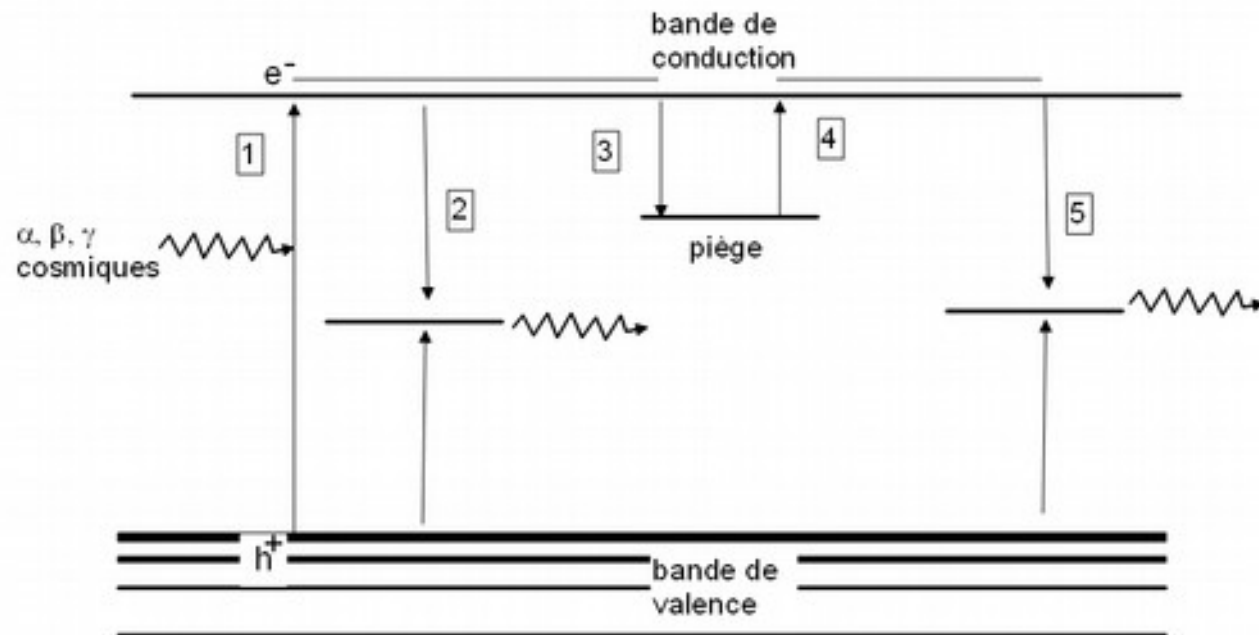 bande de
conduction
e⁻
1
2
3
4
5
α, β, γ
cosmiques
piège
h⁺
bande de
valence